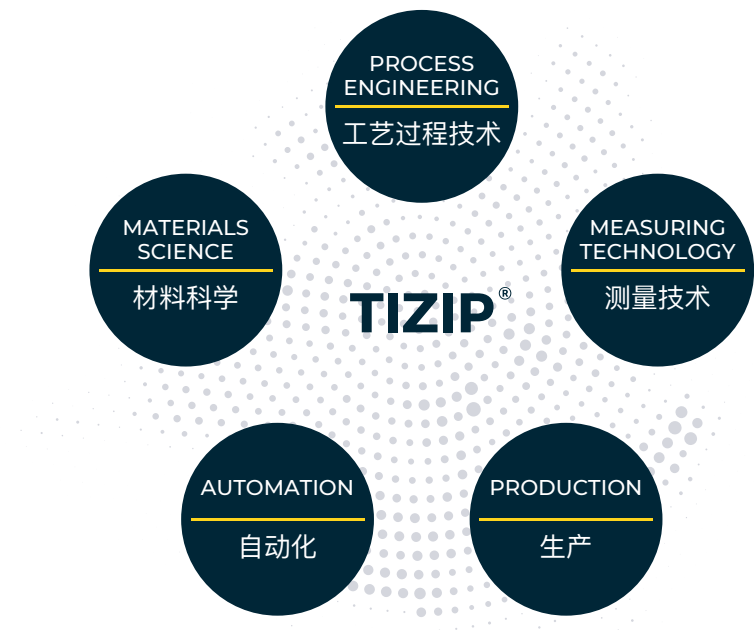 PROCESS
ENGINEERING
工艺过程技术
MATERIALS
SCIENCE
材料科学
MEASURING
TECHNOLOGY
测量技术
TIZIP®
AUTOMATION
自动化
PRODUCTION
生产